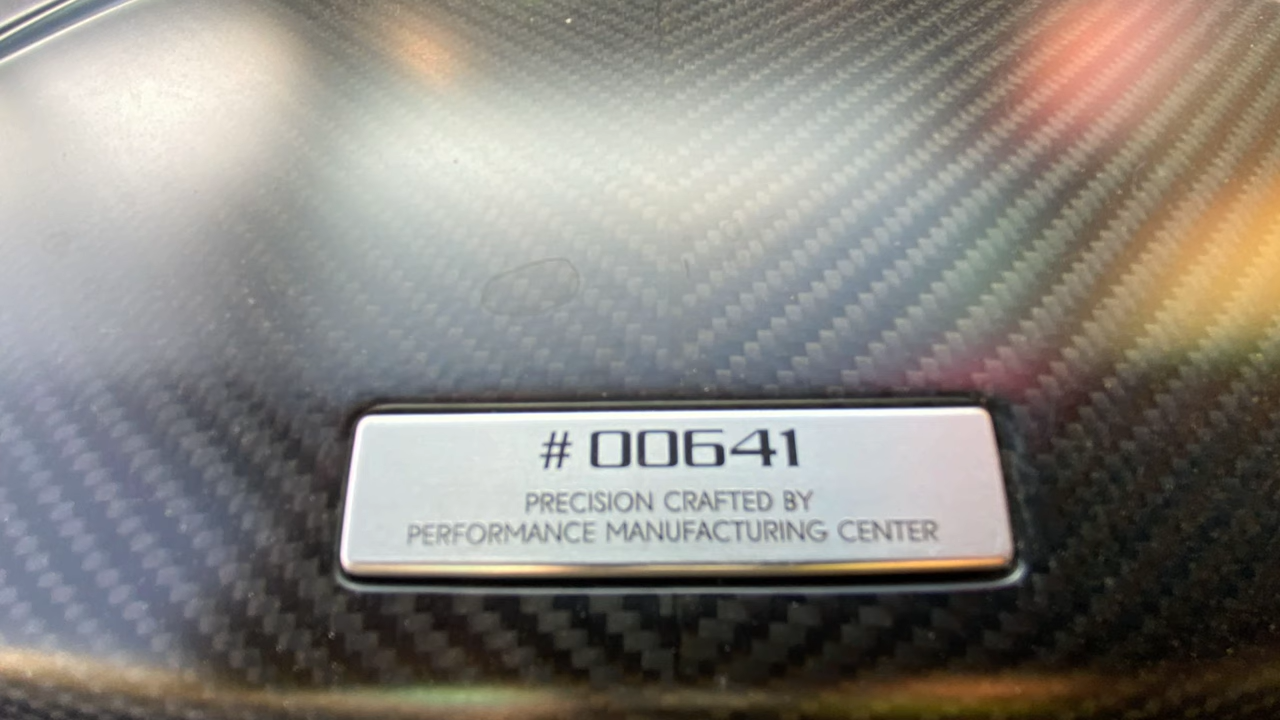 # 00641
PRECISION CRAFTED BY
PERFORMANCE MANUFACTURING CENTER